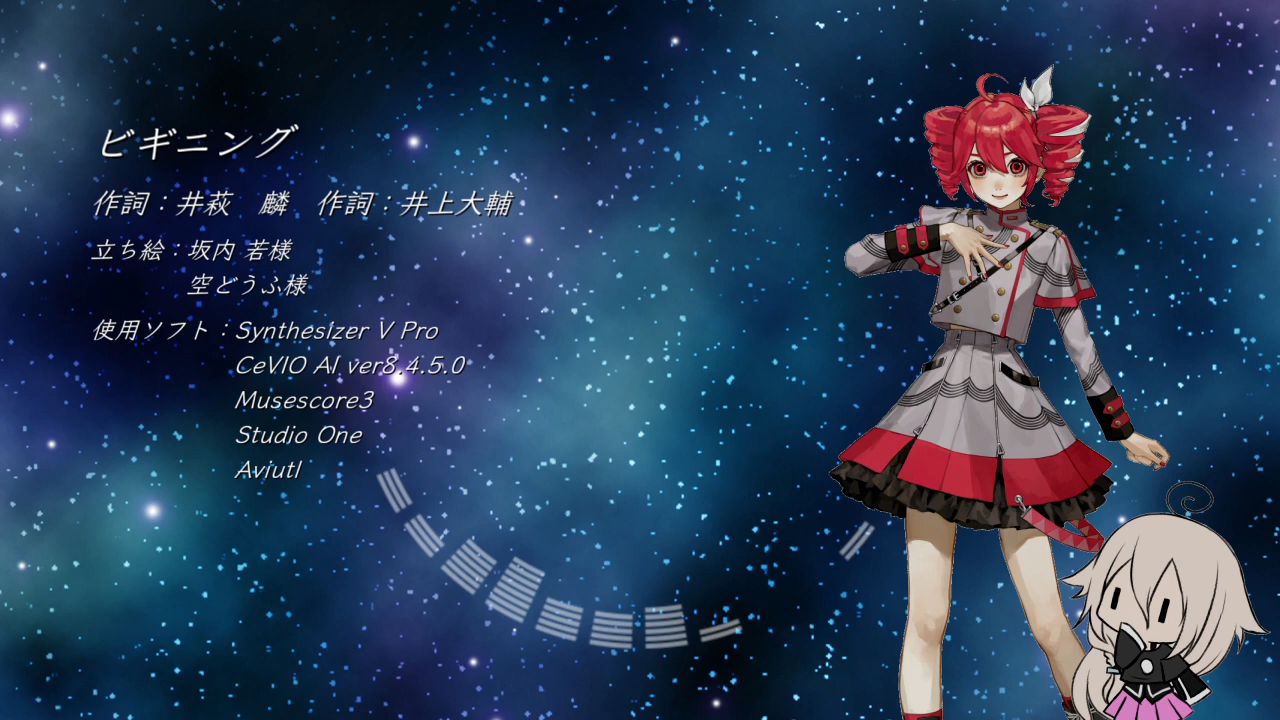 ビギニング
作詞：井荻　麟　作詞：井上大輔
立ち絵：坂内 若様
空どうふ様
使用ソフト：Synthesizer V Pro
CeVIO AI ver8.4.5.0
Musescore3
Studio One
Aviutl